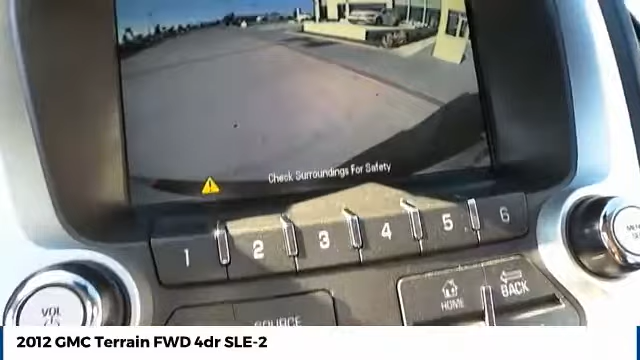 Check Surroundings For Safety
1 2 3 4 5 6
VOL
SOURCE
HOME
BACK
2012 GMC Terrain FWD 4dr SLE-2